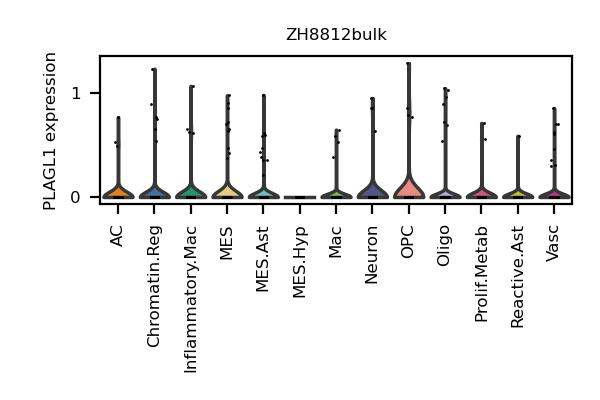 ZH8812bulk
PLAGL1 expression
1
0
AC
Chromatin.Reg
Inflammatory.Mac
MES
MES.Ast
MES.Hyp
Mac
Neuron
OPC
Oligo
Prolif.Metab
Reactive.Ast
Vasc